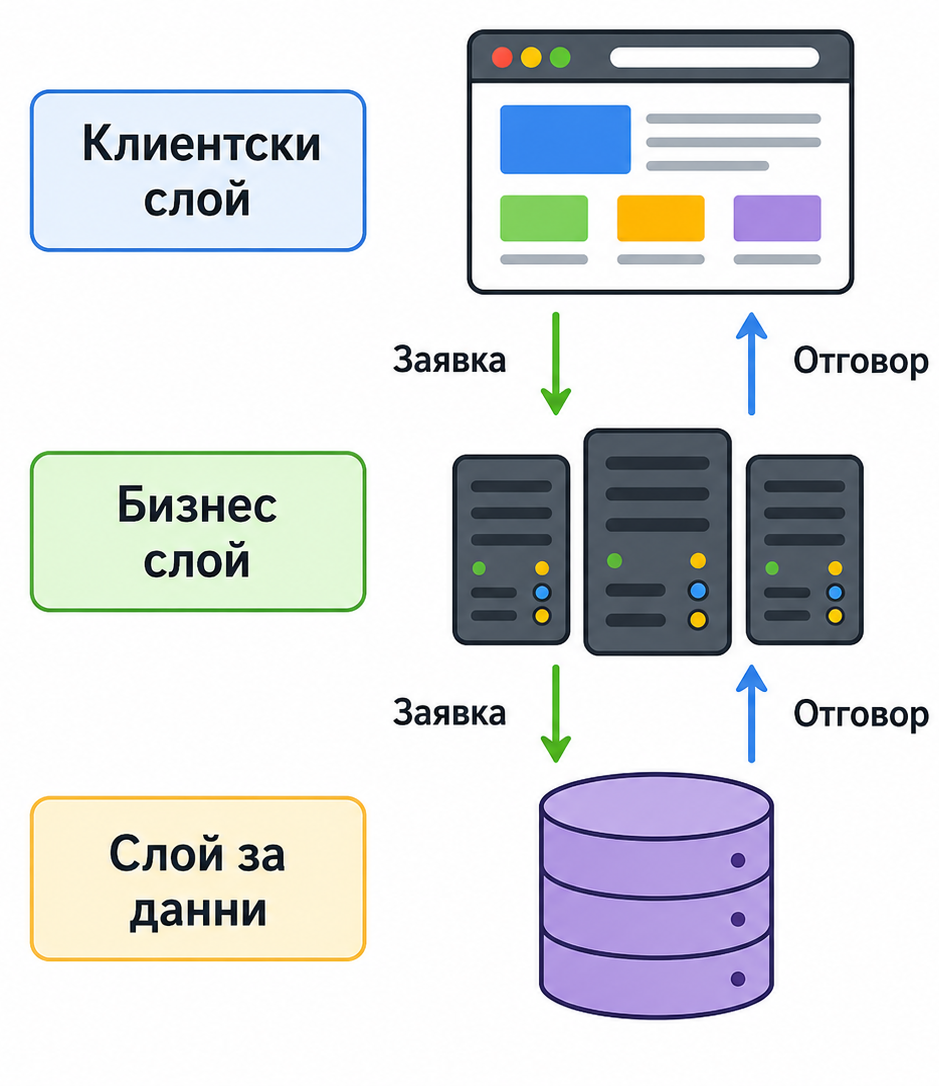 Клиентски
слой
Заявка
Отговор
Бизнес
слой
Заявка
Отговор
Слой за
данни